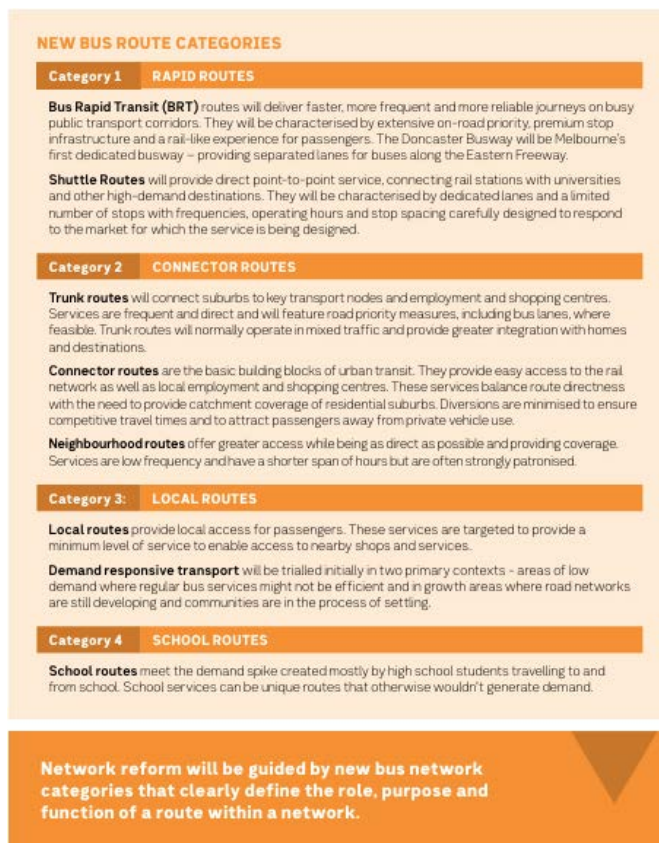 NEW BUS ROUTE CATEGORIES
Category 1 RAPID ROUTES
Bus Rapid Transit (BRT) routes will deliver faster, more frequent and more reliable journeys on busy
public transport corridors. They will be characterised by extensive on-road priority, premium stop
infrastructure and a rail-like experience for passengers. The Doncaster Busway will be Melbourne's
first dedicated busway – providing separated lanes for buses along the Eastern Freeway.
Shuttle Routes will provide direct point-to-point service, connecting rail stations with universities
and other high-demand destinations. They will be characterised by dedicated lanes and a limited
number of stops with frequencies, operating hours and stop spacing carefully designed to respond
to the market for which the service is being designed.
Category 2 CONNECTOR ROUTES
Trunk routes will connect suburbs to key transport nodes and employment and shopping centres.
Services are frequent and direct and will feature road priority measures, including bus lanes, where
feasible. Trunk routes will normally operate in mixed traffic and provide greater integration with homes
and destinations.
Connector routes are the basic building blocks of urban transit. They provide easy access to the rail
network as well as local employment and shopping centres. These services balance route directness
with the need to provide catchment coverage of residential suburbs. Diversions are minimised to ensure
competitive travel times and to attract passengers away from private vehicle use.
Neighbourhood routes offer greater access while being as direct as possible and providing coverage.
Services are low frequency and have a shorter span of hours but are often strongly patronised.
Category 3: LOCAL ROUTES
Local routes provide local access for passengers. These services are targeted to provide a
minimum level of service to enable access to nearby shops and services.
Demand responsive transport will be trialled initially in two primary contexts - areas of low
demand where regular bus services might not be efficient and in growth areas where road networks
are still developing and communities are in the process of settling.
Category 4 SCHOOL ROUTES
School routes meet the demand spike created mostly by high school students travelling to and
from school. School services can be unique routes that otherwise wouldn't generate demand.
Network reform will be guided by new bus network
categories that clearly define the role, purpose and
function of a route within a network.